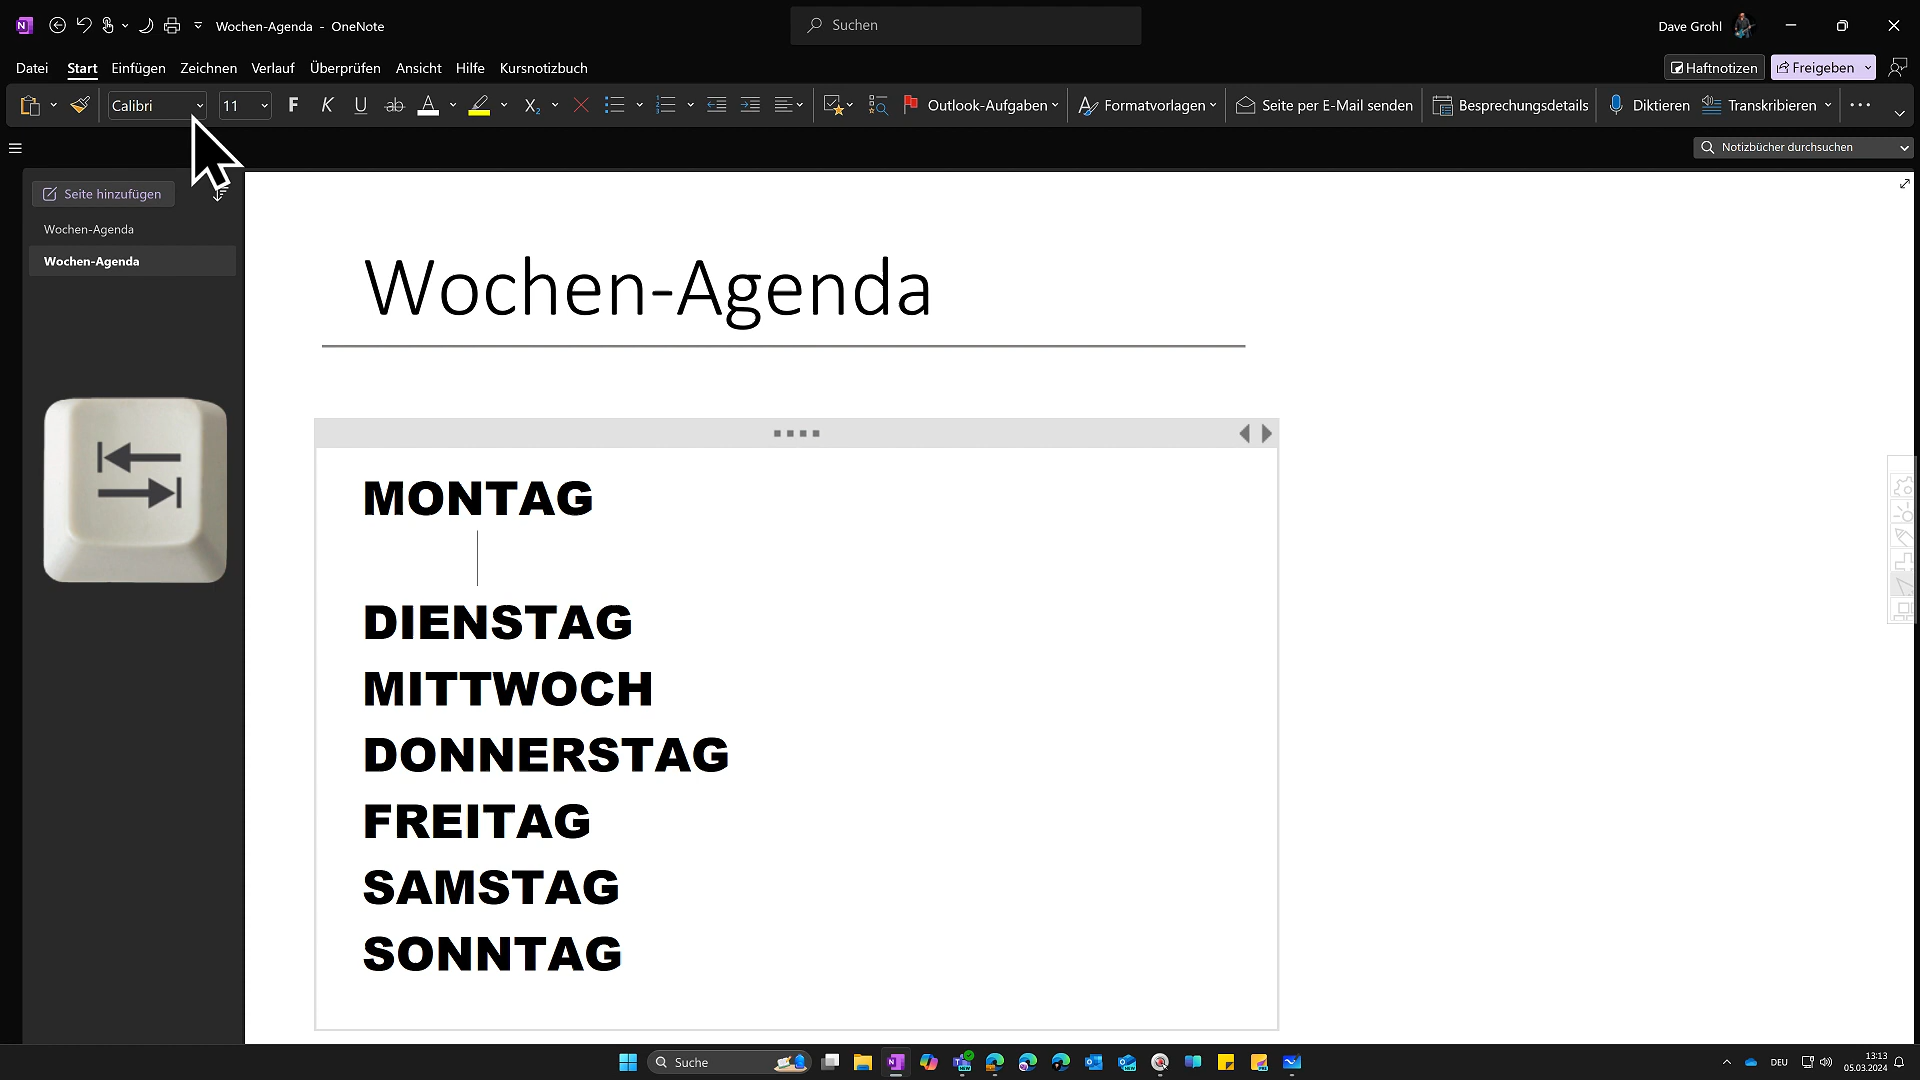 Wochen-Agenda - OneNote
Suchen
Dave Grohl
Datei Start Einfügen Zeichnen Verlauf Überprüfen Ansicht Hilfe Kursnotizbuch
Haftnotizen Freigeben
Calibri 11 F K U ab A X₂ Outlook-Aufgaben Formatvorlagen Seite per E-Mail senden Besprechungsdetails Diktieren Transkribieren
Notizbücher durchsuchen
Seite hinzufügen
Wochen-Agenda
Wochen-Agenda
Wochen-Agenda
MONTAG
DIENSTAG
MITTWOCH
DONNERSTAG
FREITAG
SAMSTAG
SONNTAG
Suche
DEU
13:13
05.03.2024